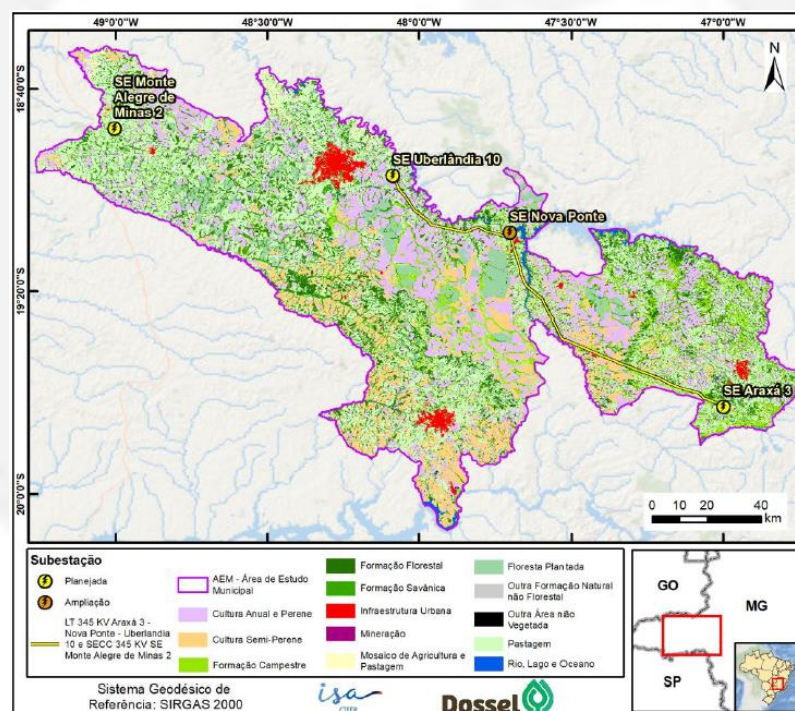 49°0'0"O 48°30'0"O 48°0'0"O 47°30'0"O 47°0'0"O
N
18°40'0"S
SE Monte
Alegre de
Minas 2
SE Uberlândia 10
SE Nova Ponte
19°20'0"S
SE Araxá 3
20°0'0"S
0 10 20 40
km
Subestação
Planejada
Ampliação
LT 345 KV Araxá 3 -
Nova Ponte - Uberlandia
10 e SECC 345 KV SE
Monte Alegre de Minas 2
AEM - Área de Estudo
Municipal
Cultura Anual e Perene
Cultura Semi-Perene
Formação Campestre
Formação Florestal
Formação Savânica
Infraestrutura Urbana
Mineração
Mosaico de Agricultura e
Pastagem
Floresta Plantada
Outra Formação Natural
não Florestal
Outra Área não
Vegetada
Pastagem
Rio, Lago e Oceano
GO
MG
SP
Sistema Geodésico de
Referência: SIRGAS 2000
isa
CTEEP
Dossel